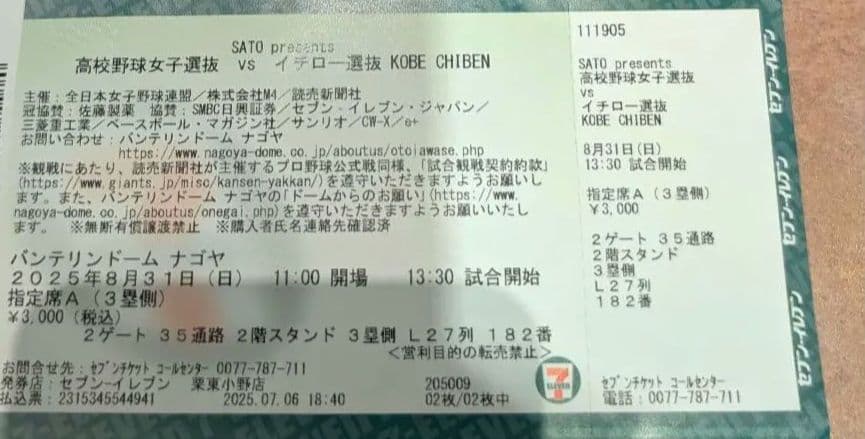 SATO presents
高校野球女子選抜 vs イチロー選抜 KOBE CHIBEN
主催：全日本女子野球連盟／株式会社M4／読売新聞社
冠協賛：佐藤製薬 協賛：SMBC日興証券／セブン‐イレブン・ジャパン／
三菱重工業／ベースボール・マガジン社／サンリオ／CW-X／e+
お問い合わせ：バンテリンドーム ナゴヤ
https://www.nagoya-dome.co.jp/aboutus/otoiawase.php
※観戦にあたり、読売新聞社が主催するプロ野球公式戦同様、「試合観戦契約約款」
(https://www.giants.jp/misc/kansen-yakkan/)を遵守いただきますようお願いし
ます。また、バンテリンドーム ナゴヤの「ドームからのお願い」(https://www.
nagoya-dome.co.jp/aboutus/onegai.php)を遵守いただきますようお願いいたし
ます。 ※無断有償譲渡禁止 ※購入者氏名連絡先確認済
バンテリンドーム ナゴヤ
2025年8月31日(日) 11:00 開場 13:30 試合開始
指定席A（3塁側）
¥3,000（税込）
2ゲート 35通路 2階スタンド 3塁側 L27列 182番
＜営利目的の転売禁止＞
お問合せ先：セブンチケット コールセンター 0077-787-711
発券店：セブン-イレブン 栗東小野店 205009
払込票：2315345544941 2025.07.06 18:40 02枚/02枚中
7
ELEVEN
111905
SATO presents
高校野球女子選抜
vs
イチロー選抜
KOBE CHIBEN
8月31日(日)
13:30 試合開始
指定席A（3塁側）
¥3,000
2ゲート 35通路
2階スタンド
3塁側
L27列
182番
セブンチケット コールセンター
電話：0077-787-711
セブン-イレブン
セブン-イレブン
セブン-イレブン